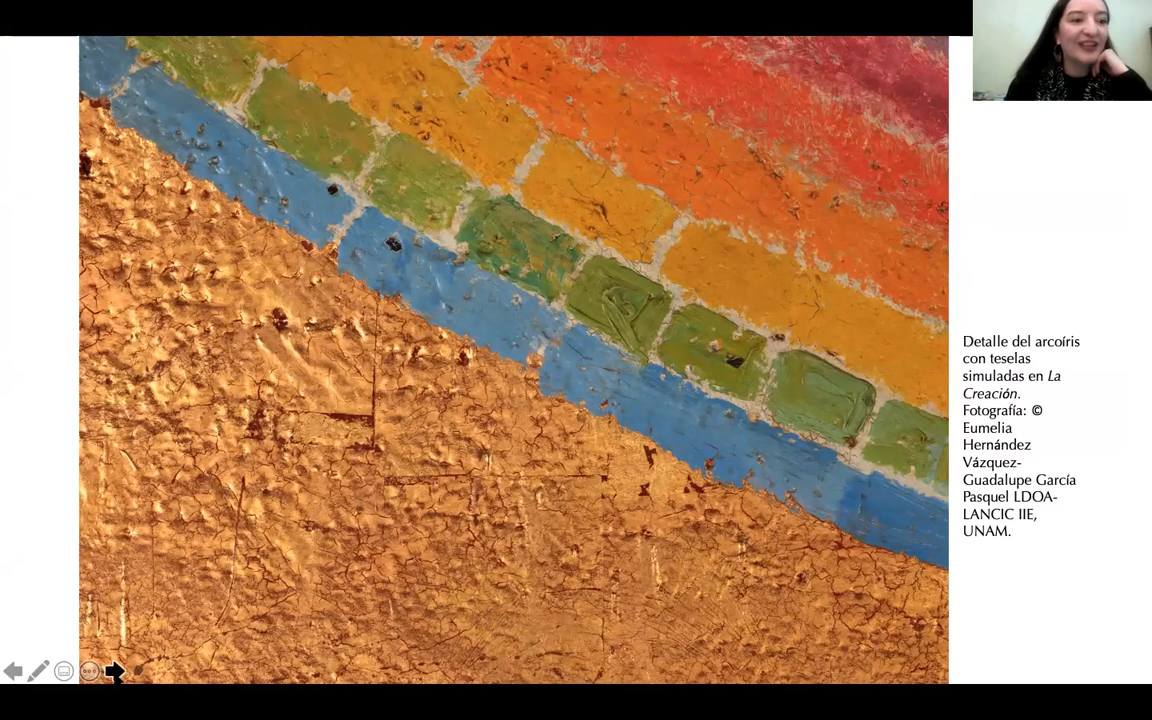 Detalle del arcoíris
con teselas
simuladas en La
Creación.
Fotografía: ©
Eumelia
Hernández
Vázquez-
Guadalupe García
Pasquel LDOA-
LANCIC IIE,
UNAM.